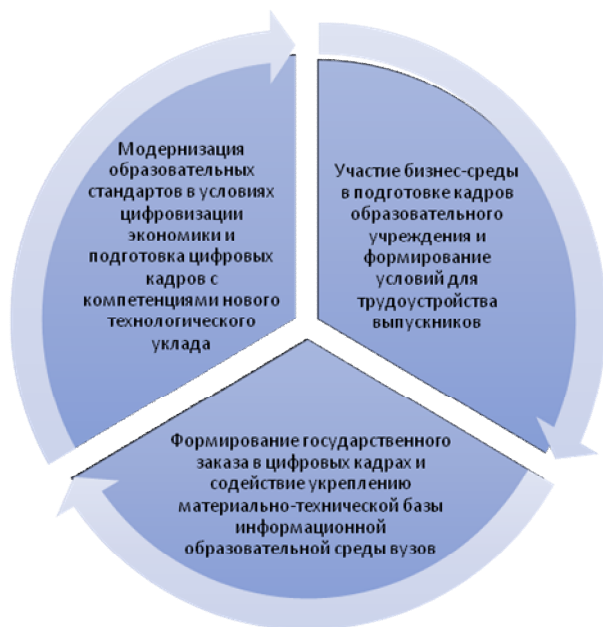 Модернизация
образовательных
стандартов в условиях
цифровизации
экономики и
подготовка цифровых
кадров с
компетенциями нового
технологического
уклада
Участие бизнес-среды
в подготовке кадров
образовательного
учреждения и
формирование
условий для
трудоустройства
выпускников
Формирование государственного
заказа в цифровых кадрах и
содействие укреплению
материально-технической базы
информационной
образовательной среды вузов